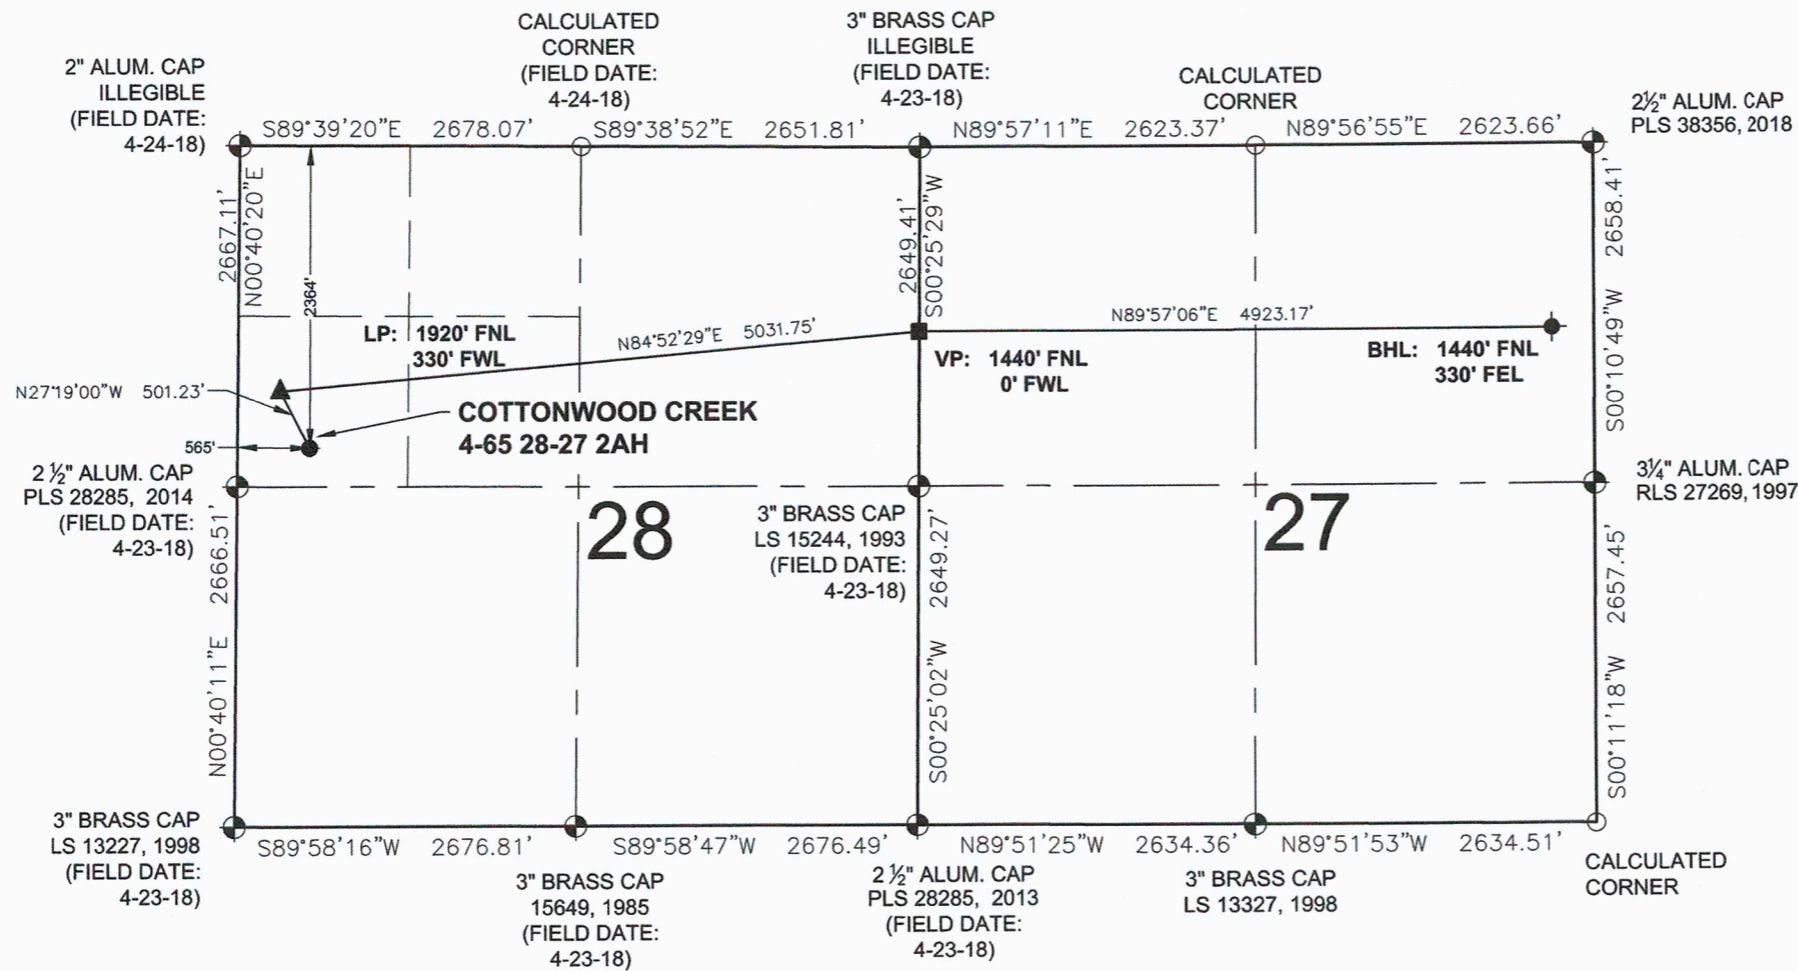 CALCULATED
CORNER
(FIELD DATE:
4-24-18)
3" BRASS CAP
ILLEGIBLE
(FIELD DATE:
4-23-18)
2" ALUM. CAP
ILLEGIBLE
(FIELD DATE:
4-24-18)
CALCULATED
CORNER
2½" ALUM. CAP
PLS 38356, 2018
S89°39'20"E 2678.07'
S89°38'52"E 2651.81'
N89°57'11"E 2623.37'
N89°56'55"E 2623.66'
2667.11'
N00°40'20"E
2364'
2649.41'
S00°25'29"W
2658.41'
S00°10'49"W
LP: 1920' FNL
330' FWL
N84°52'29"E 5031.75'
N89°57'06"E 4923.17'
VP: 1440' FNL
0' FWL
BHL: 1440' FNL
330' FEL
N27°19'00"W 501.23'
COTTONWOOD CREEK
4-65 28-27 2AH
565'
2 ½" ALUM. CAP
PLS 28285, 2014
(FIELD DATE:
4-23-18)
3¼" ALUM. CAP
RLS 27269, 1997
28
27
3" BRASS CAP
LS 15244, 1993
(FIELD DATE:
4-23-18)
2666.51'
N00°40'11"E
2649.27'
S00°25'02"W
2657.45'
S00°11'18"W
3" BRASS CAP
LS 13227, 1998
(FIELD DATE:
4-23-18)
S89°58'16"W 2676.81'
S89°58'47"W 2676.49'
N89°51'25"W 2634.36'
N89°51'53"W 2634.51'
3" BRASS CAP
15649, 1985
(FIELD DATE:
4-23-18)
2 ½" ALUM. CAP
PLS 28285, 2013
(FIELD DATE:
4-23-18)
3" BRASS CAP
LS 13327, 1998
CALCULATED
CORNER